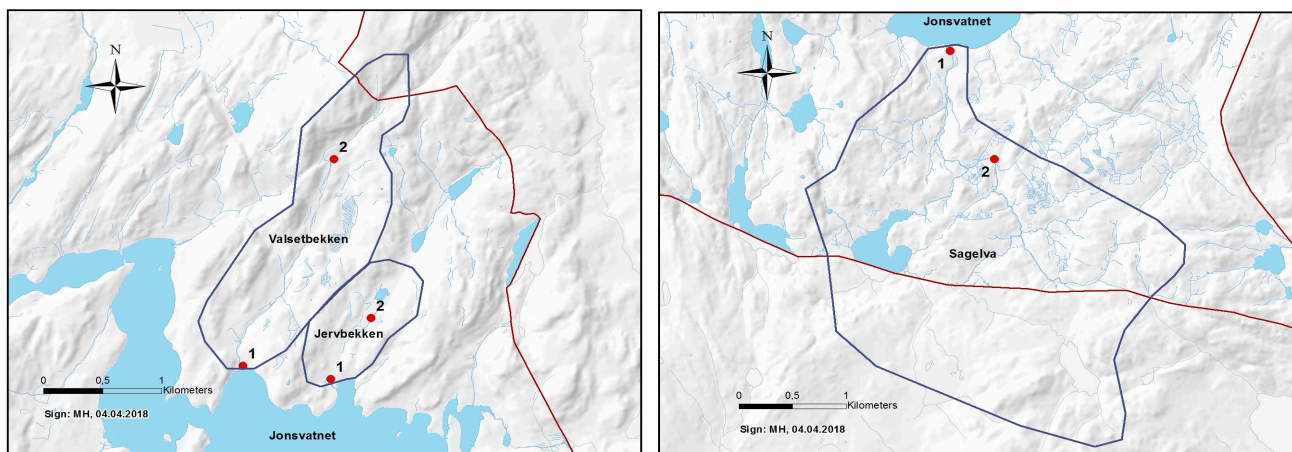 N
2
Valsetbekken
2
Jervbekken
1
1
0 0,5 1
Kilometers
Sign: MH, 04.04.2018
Jonsvatnet
Jonsvatnet
N
1
2
Sagelva
0 0,5 1
Kilometers
Sign: MH, 04.04.2018